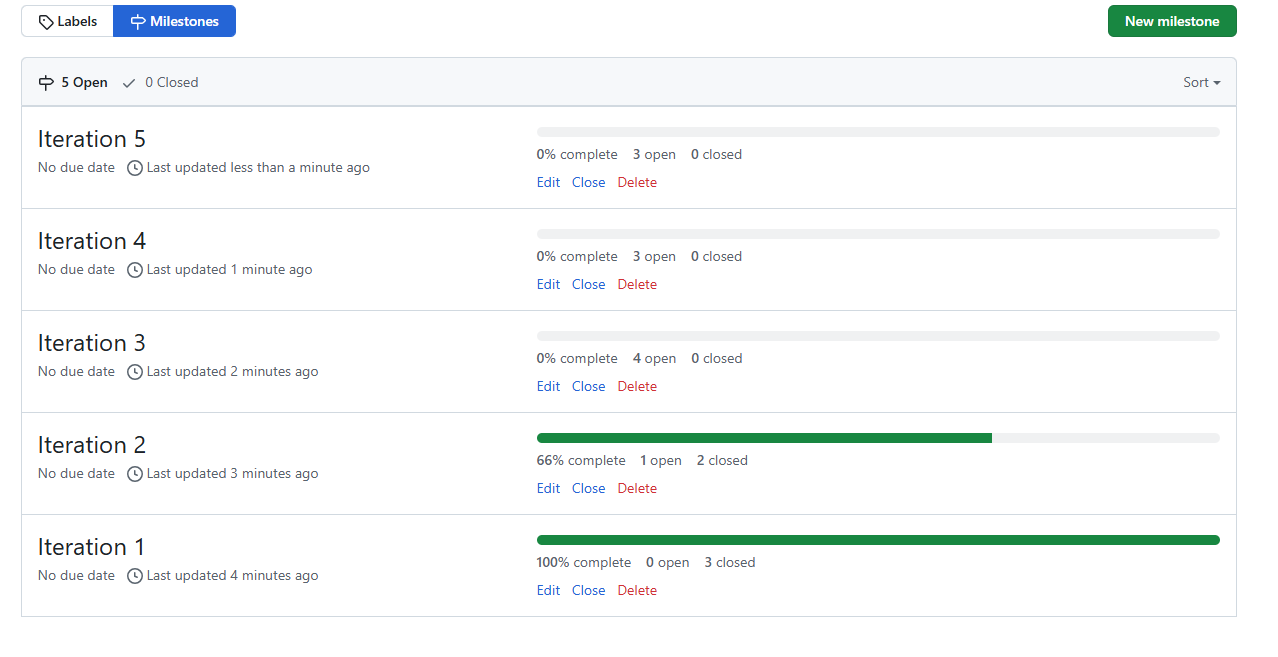 Labels Milestones New milestone
5 Open 0 Closed Sort
Iteration 5
No due date Last updated less than a minute ago
0% complete 3 open 0 closed
Edit Close Delete
Iteration 4
No due date Last updated 1 minute ago
0% complete 3 open 0 closed
Edit Close Delete
Iteration 3
No due date Last updated 2 minutes ago
0% complete 4 open 0 closed
Edit Close Delete
Iteration 2
No due date Last updated 3 minutes ago
66% complete 1 open 2 closed
Edit Close Delete
Iteration 1
No due date Last updated 4 minutes ago
100% complete 0 open 3 closed
Edit Close Delete